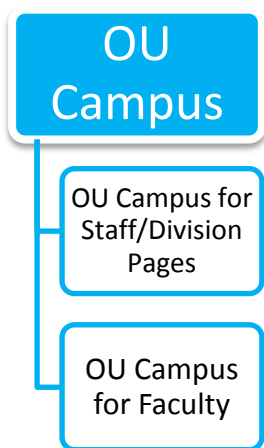 OU
Campus
OU Campus for
Staff/Division
Pages
OU Campus
for Faculty